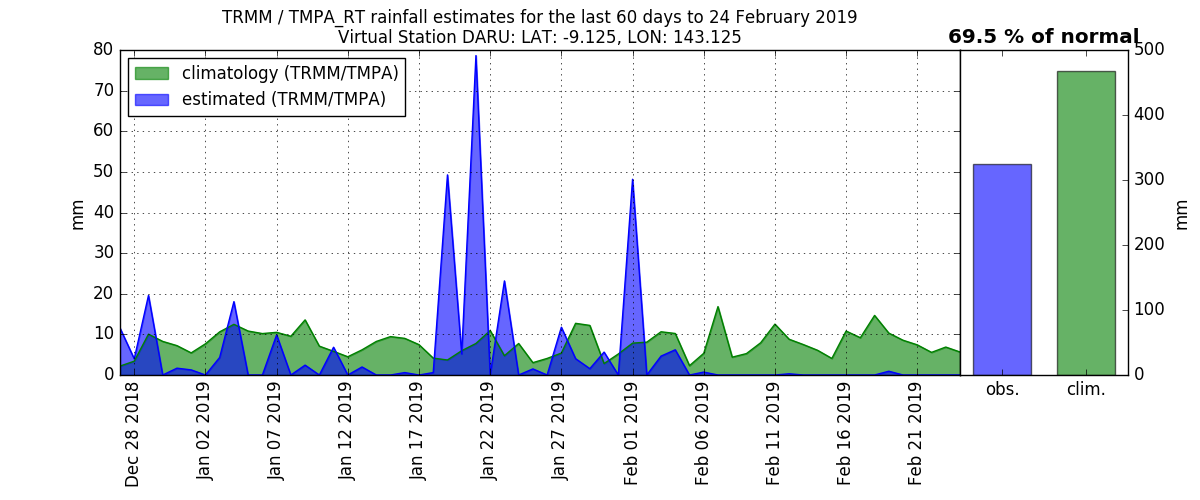 TRMM / TMPA_RT rainfall estimates for the last 60 days to 24 February 2019
Virtual Station DARU: LAT: -9.125, LON: 143.125
69.5 % of normal
climatology (TRMM/TMPA)
estimated (TRMM/TMPA)
mm
80
70
60
50
40
30
20
10
0
Dec 28 2018
Jan 02 2019
Jan 07 2019
Jan 12 2019
Jan 17 2019
Jan 22 2019
Jan 27 2019
Feb 01 2019
Feb 06 2019
Feb 11 2019
Feb 16 2019
Feb 21 2019
obs.
clim.
500
400
300
200
100
0
mm